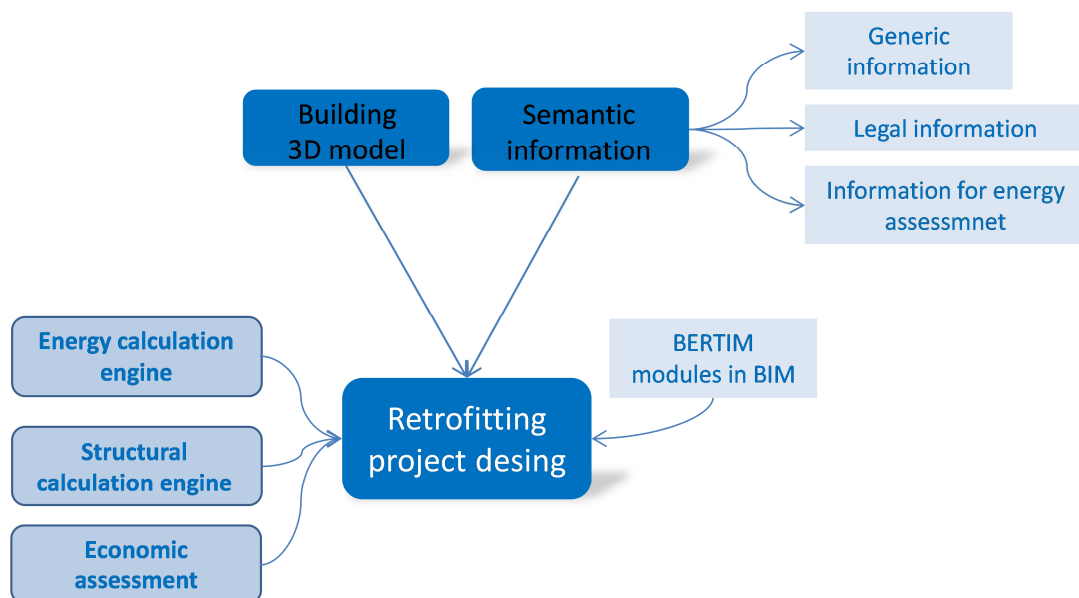 Generic
information
Building
3D model
Semantic
information
Legal information
Information for energy
assessmnet
Energy calculation
engine
BERTIM
modules in BIM
Retrofitting
project desing
Structural
calculation engine
Economic
assessment